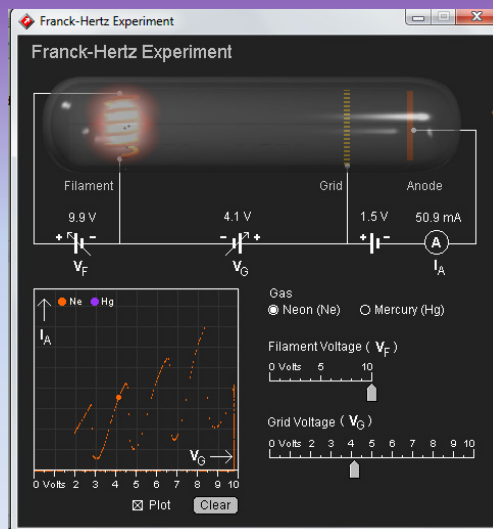 Franck-Hertz Experiment
Franck-Hertz Experiment
Filament Grid Anode
9.9 V 4.1 V 1.5 V 50.9 mA
+ - - + + - A
VF VG IA
Ne Hg
IA
VG
0 Volts 2 3 4 5 6 7 8 9 10
Plot Clear
Gas
Neon (Ne) Mercury (Hg)
Filament Voltage ( VF )
0 Volts 5 10
Grid Voltage ( VG )
0 Volts 2 3 4 5 6 7 8 9 10